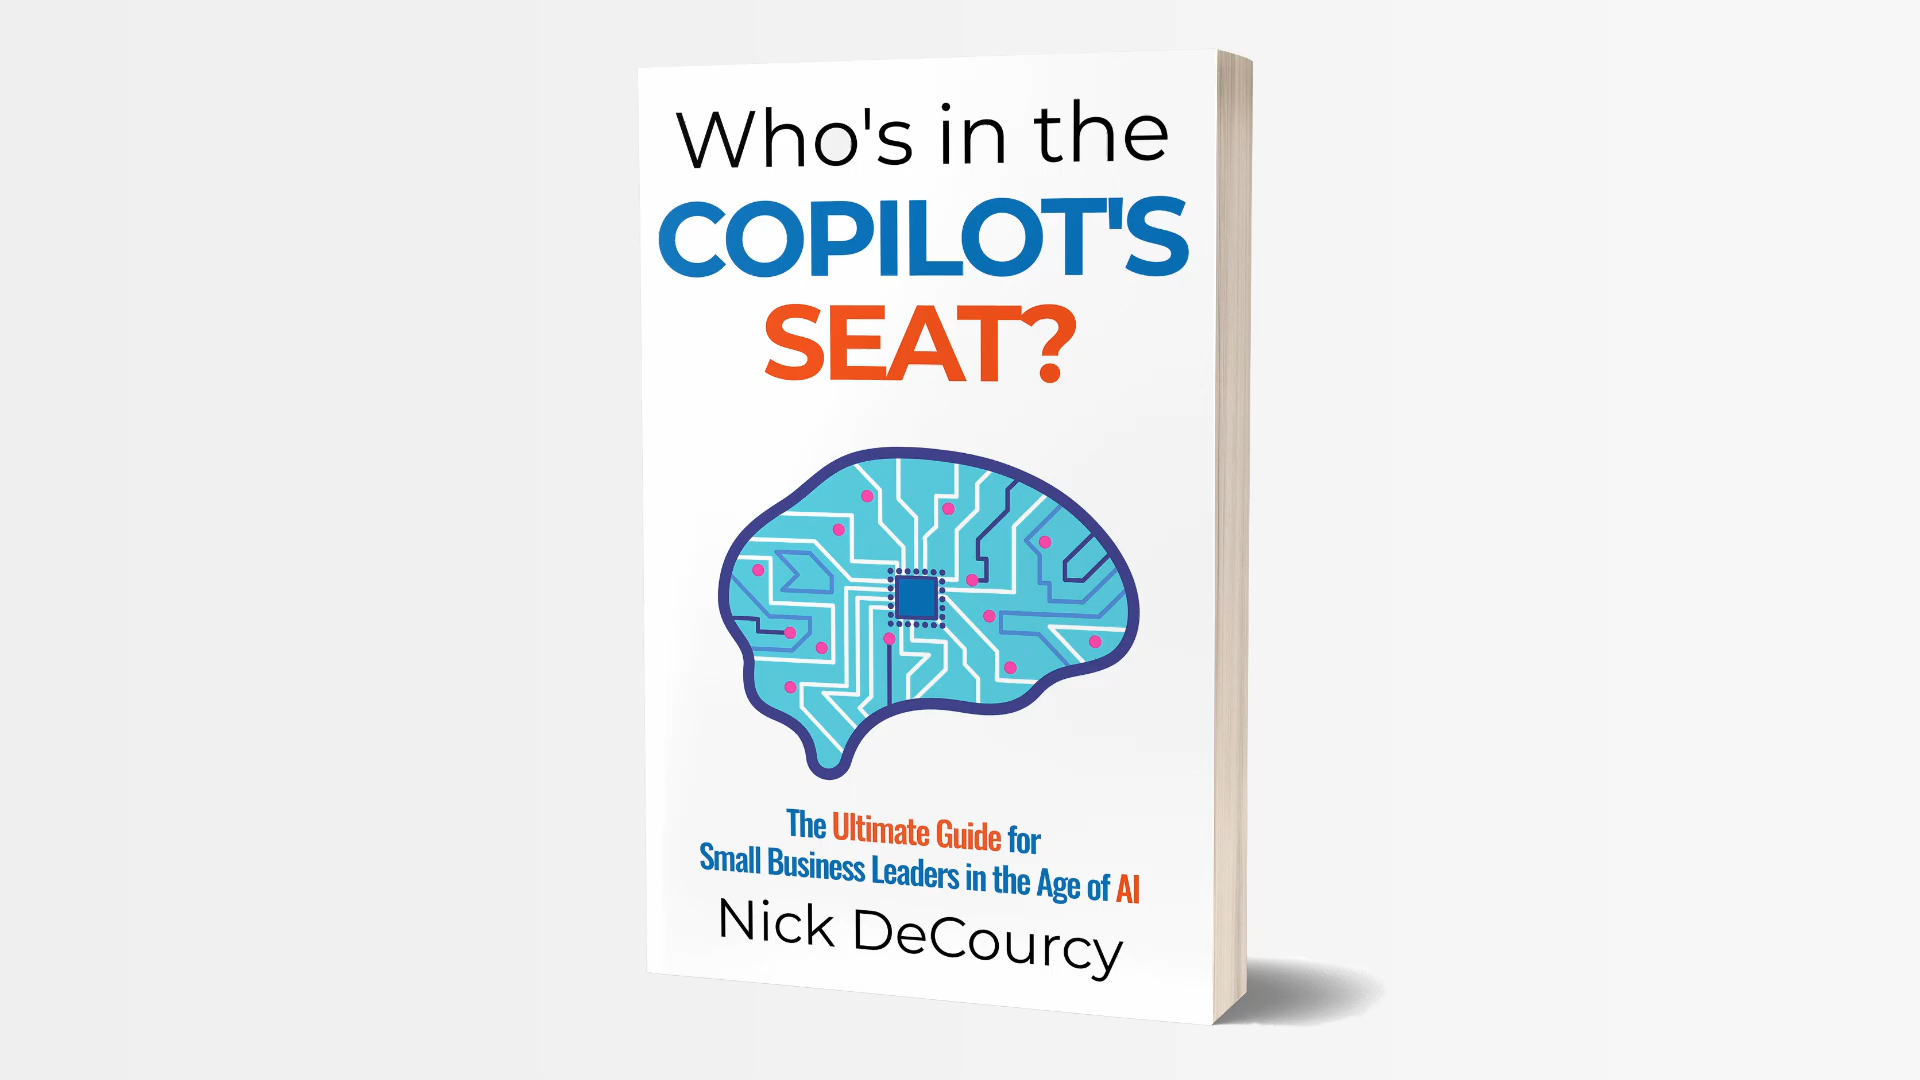 Who's in the
COPILOT'S
SEAT?
The Ultimate Guide for
Small Business Leaders in the Age of AI
Nick DeCourcy